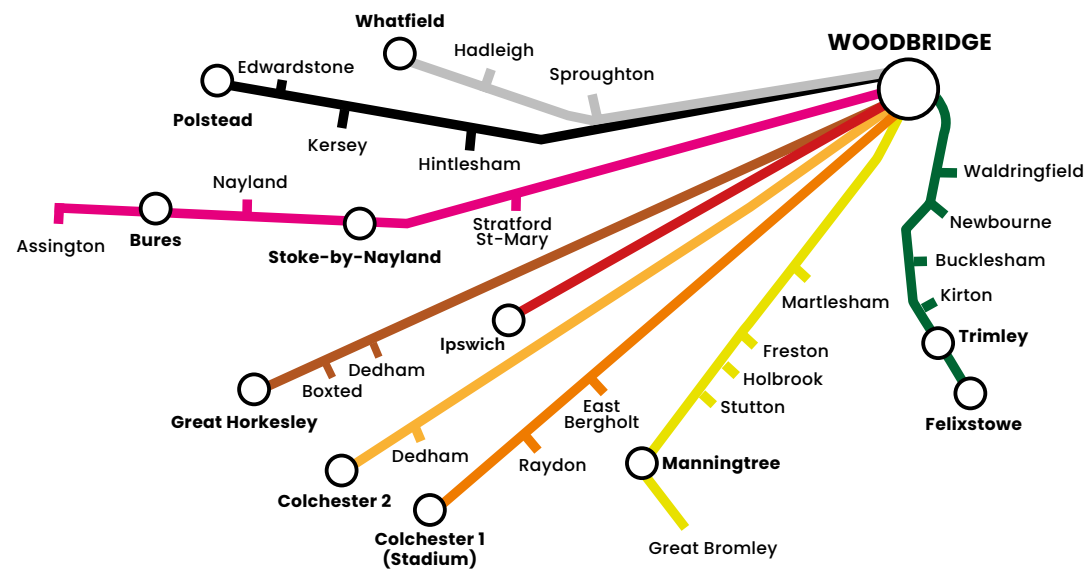 Whatfield
WOODBRIDGE
Hadleigh
Edwardstone
Sproughton
Polstead
Kersey
Hintlesham
Waldringfield
Nayland
Newbourne
Stratford
St-Mary
Assington
Bures
Stoke-by-Nayland
Bucklesham
Kirton
Martlesham
Trimley
Ipswich
Freston
Dedham
Holbrook
Boxted
Stutton
East
Bergholt
Great Horkesley
Felixstowe
Dedham
Raydon
Manningtree
Colchester 2
Colchester 1
(Stadium)
Great Bromley